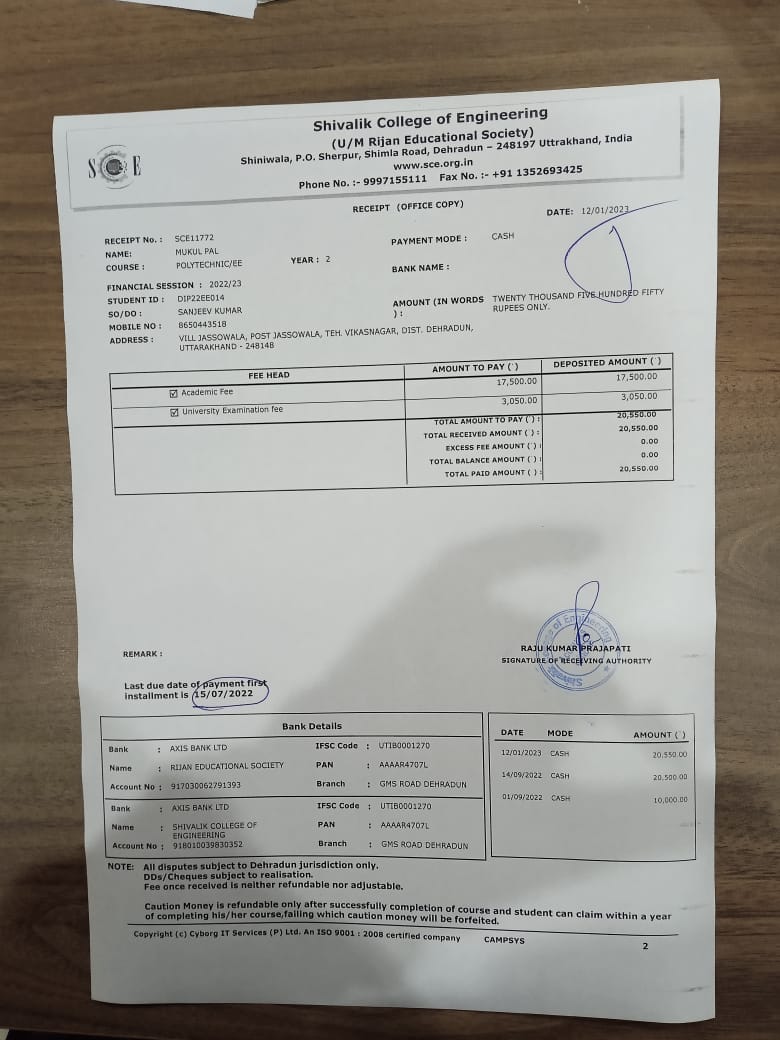 Shivalik College of Engineering
(U/M Rijan Educational Society)
Shiniwala, P.O. Sherpur, Shimla Road, Dehradun – 248197 Uttrakhand, India
www.sce.org.in
Phone No. :- 9997155111 Fax No. :- +91 1352693425
SCE
RECEIPT (OFFICE COPY)
DATE: 12/01/2023
RECEIPT No. : SCE11772
PAYMENT MODE : CASH
NAME: MUKUL PAL
COURSE : POLYTECHNIC/EE YEAR : 2
BANK NAME :
FINANCIAL SESSION : 2022/23
STUDENT ID : DIP22EE014
AMOUNT (IN WORDS ) : TWENTY THOUSAND FIVE HUNDRED FIFTY
RUPEES ONLY.
SO/DO : SANJEEV KUMAR
MOBILE NO : 8650443518
ADDRESS : VILL JASSOWALA, POST JASSOWALA, TEH. VIKASNAGAR, DIST. DEHRADUN,
UTTARAKHAND - 248148
FEE HEAD AMOUNT TO PAY (`) DEPOSITED AMOUNT (`)
☑ Academic Fee 17,500.00 17,500.00
☑ University Examination fee 3,050.00 3,050.00
TOTAL AMOUNT TO PAY (`) : 20,550.00
TOTAL RECEIVED AMOUNT (`) : 20,550.00
EXCESS FEE AMOUNT (`) : 0.00
TOTAL BALANCE AMOUNT (`) : 0.00
TOTAL PAID AMOUNT (`) : 20,550.00
REMARK :
RAJU KUMAR PRAJAPATI
SIGNATURE OF RECEIVING AUTHORITY
Last due date of payment first
installment is 15/07/2022
Bank Details
Bank : AXIS BANK LTD IFSC Code : UTIB0001270
Name : RIJAN EDUCATIONAL SOCIETY PAN : AAAAR4707L
Account No : 917030062791393 Branch : GMS ROAD DEHRADUN
Bank : AXIS BANK LTD IFSC Code : UTIB0001270
Name : SHIVALIK COLLEGE OF
ENGINEERING PAN : AAAAR4707L
Account No : 918010039830352 Branch : GMS ROAD DEHRADUN
DATE MODE AMOUNT (`)
12/01/2023 CASH 20,550.00
14/09/2022 CASH 20,500.00
01/09/2022 CASH 10,000.00
NOTE: All disputes subject to Dehradun jurisdiction only.
DDs/Cheques subject to realisation.
Fee once received is neither refundable nor adjustable.
Caution Money is refundable only after successfully completion of course and student can claim within a year
of completing his/her course,failing which caution money will be forfeited.
Copyright (c) Cyborg IT Services (P) Ltd. An ISO 9001 : 2008 certified company CAMPSYS
2